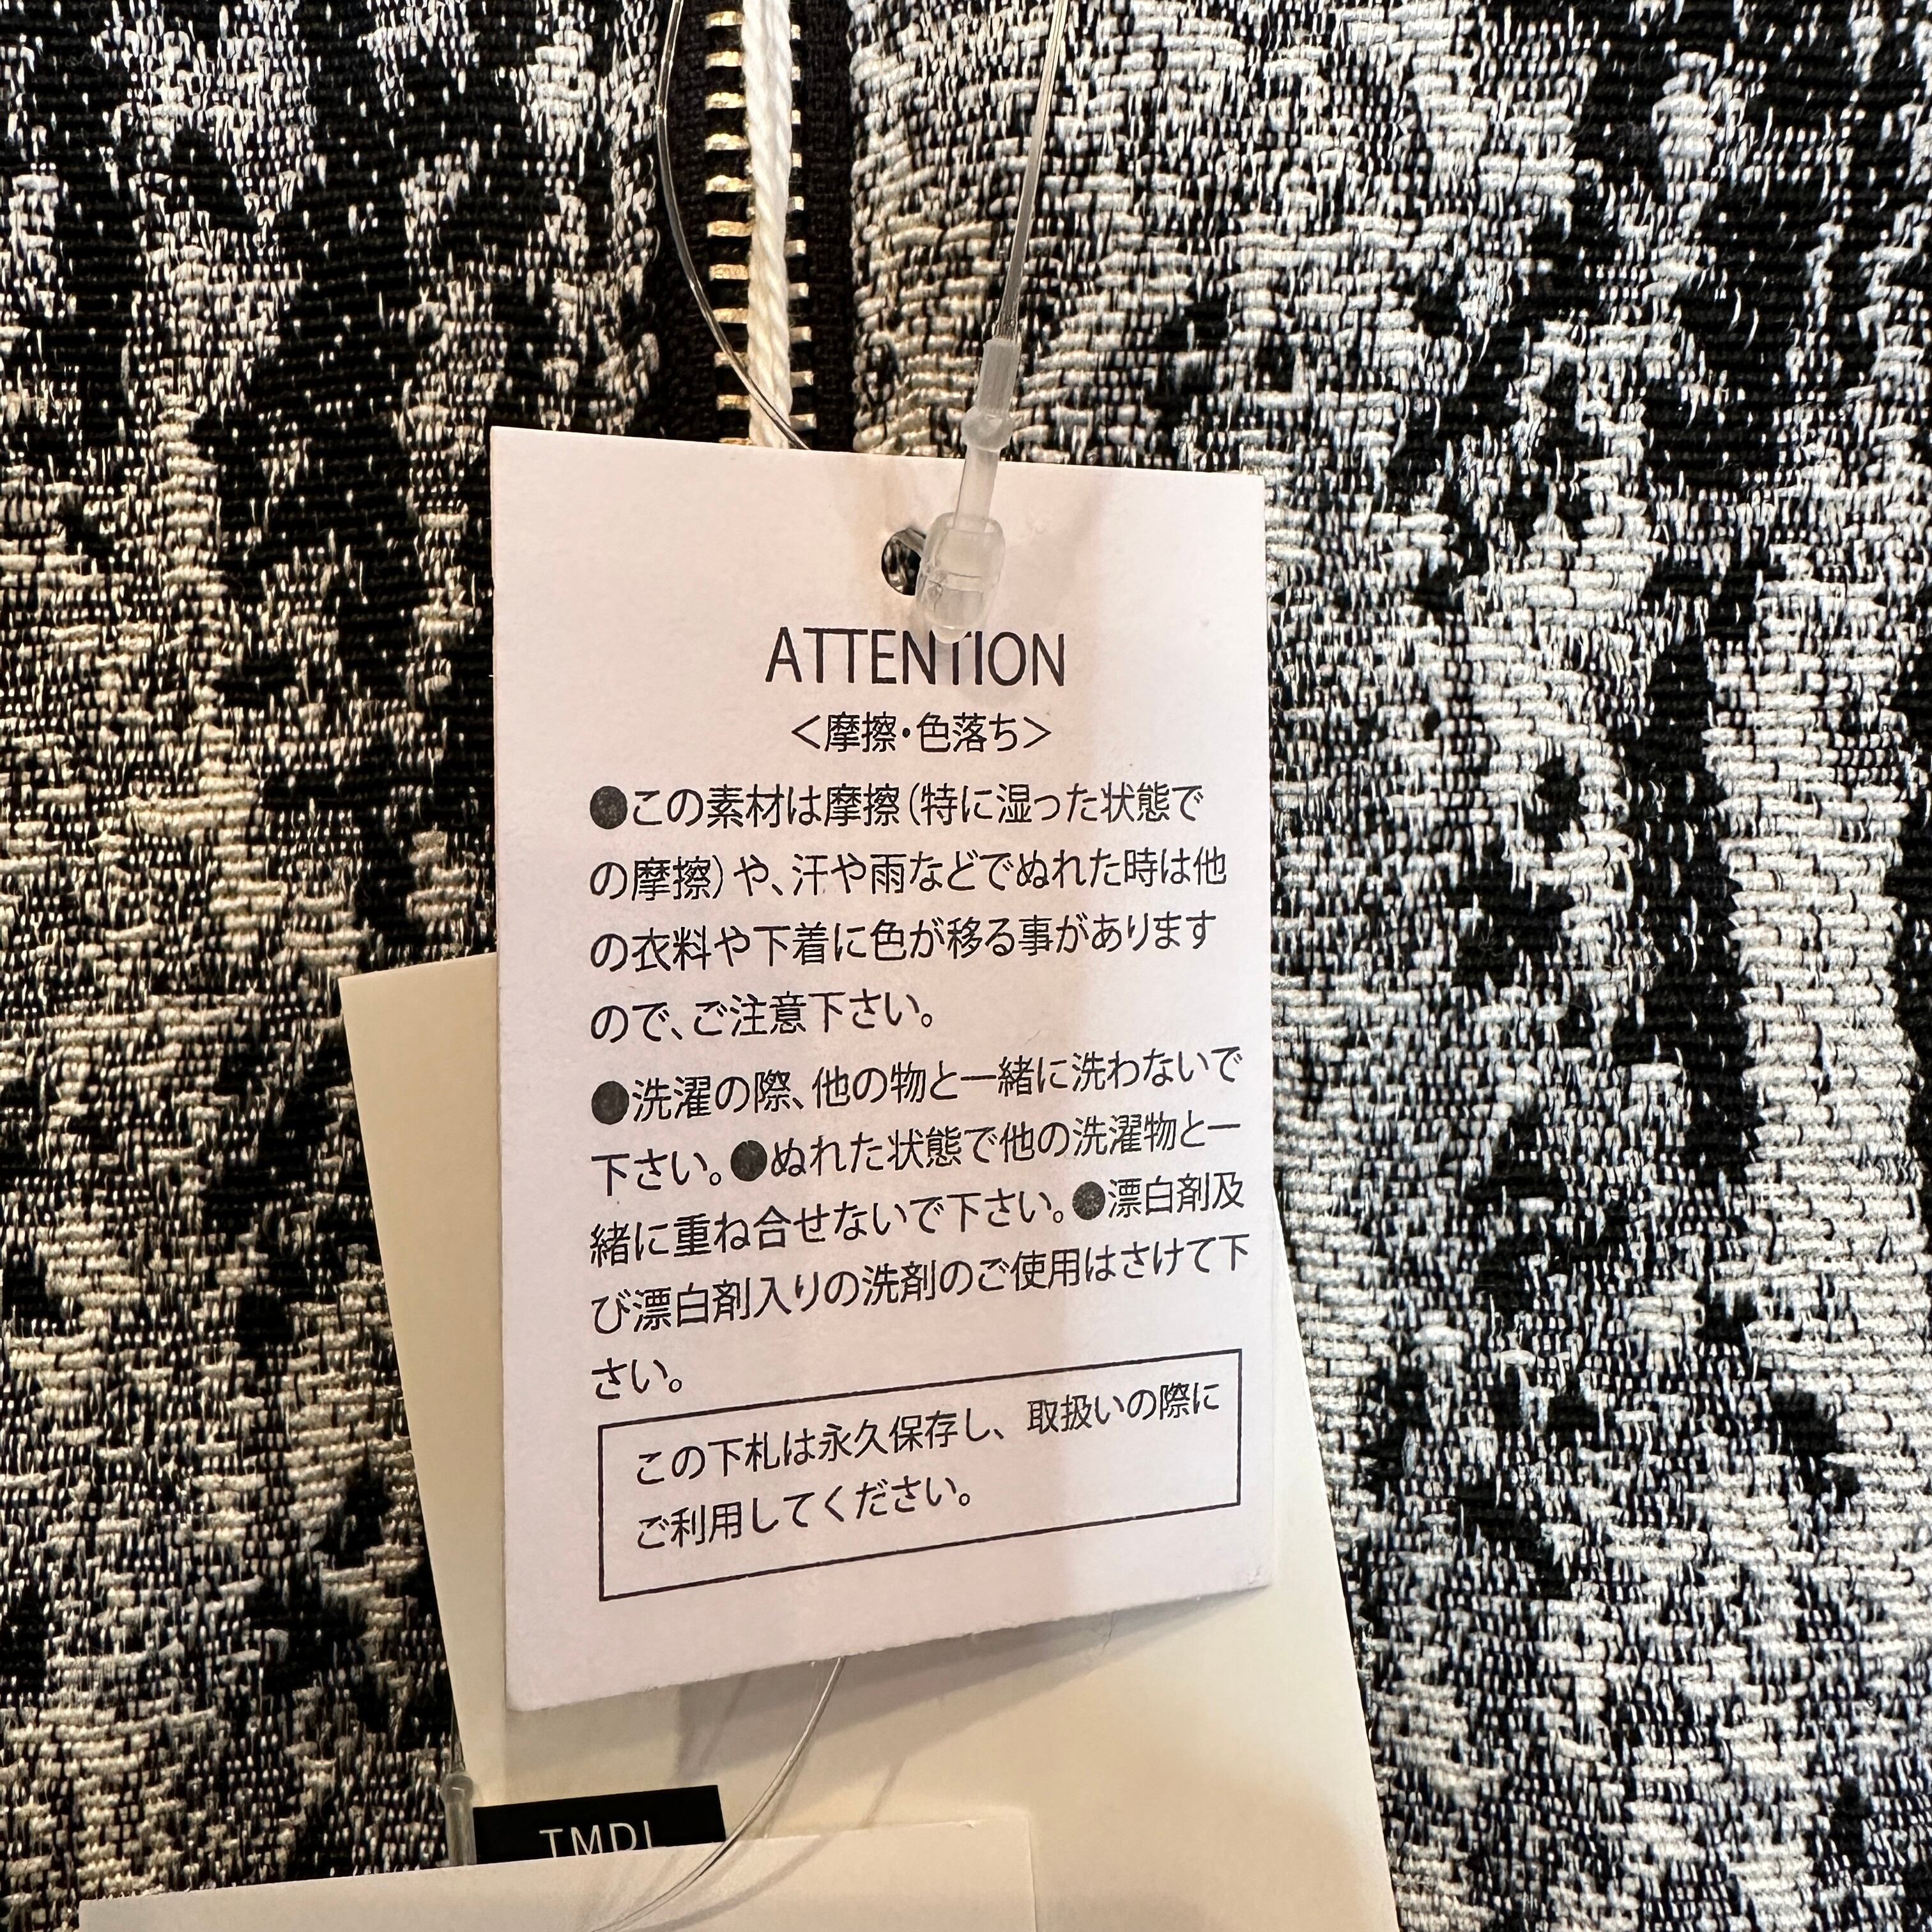 ATTENTION
＜摩擦・色落ち＞
●この素材は摩擦（特に湿った状態で
の摩擦）や、汗や雨などでぬれた時は他
の衣料や下着に色が移る事があります
ので、ご注意下さい。
●洗濯の際、他の物と一緒に洗わないで
下さい。●ぬれた状態で他の洗濯物と一
緒に重ね合せないで下さい。●漂白剤及
び漂白剤入りの洗剤のご使用はさけて下
さい。
この下札は永久保存し、取扱いの際に
ご利用してください。